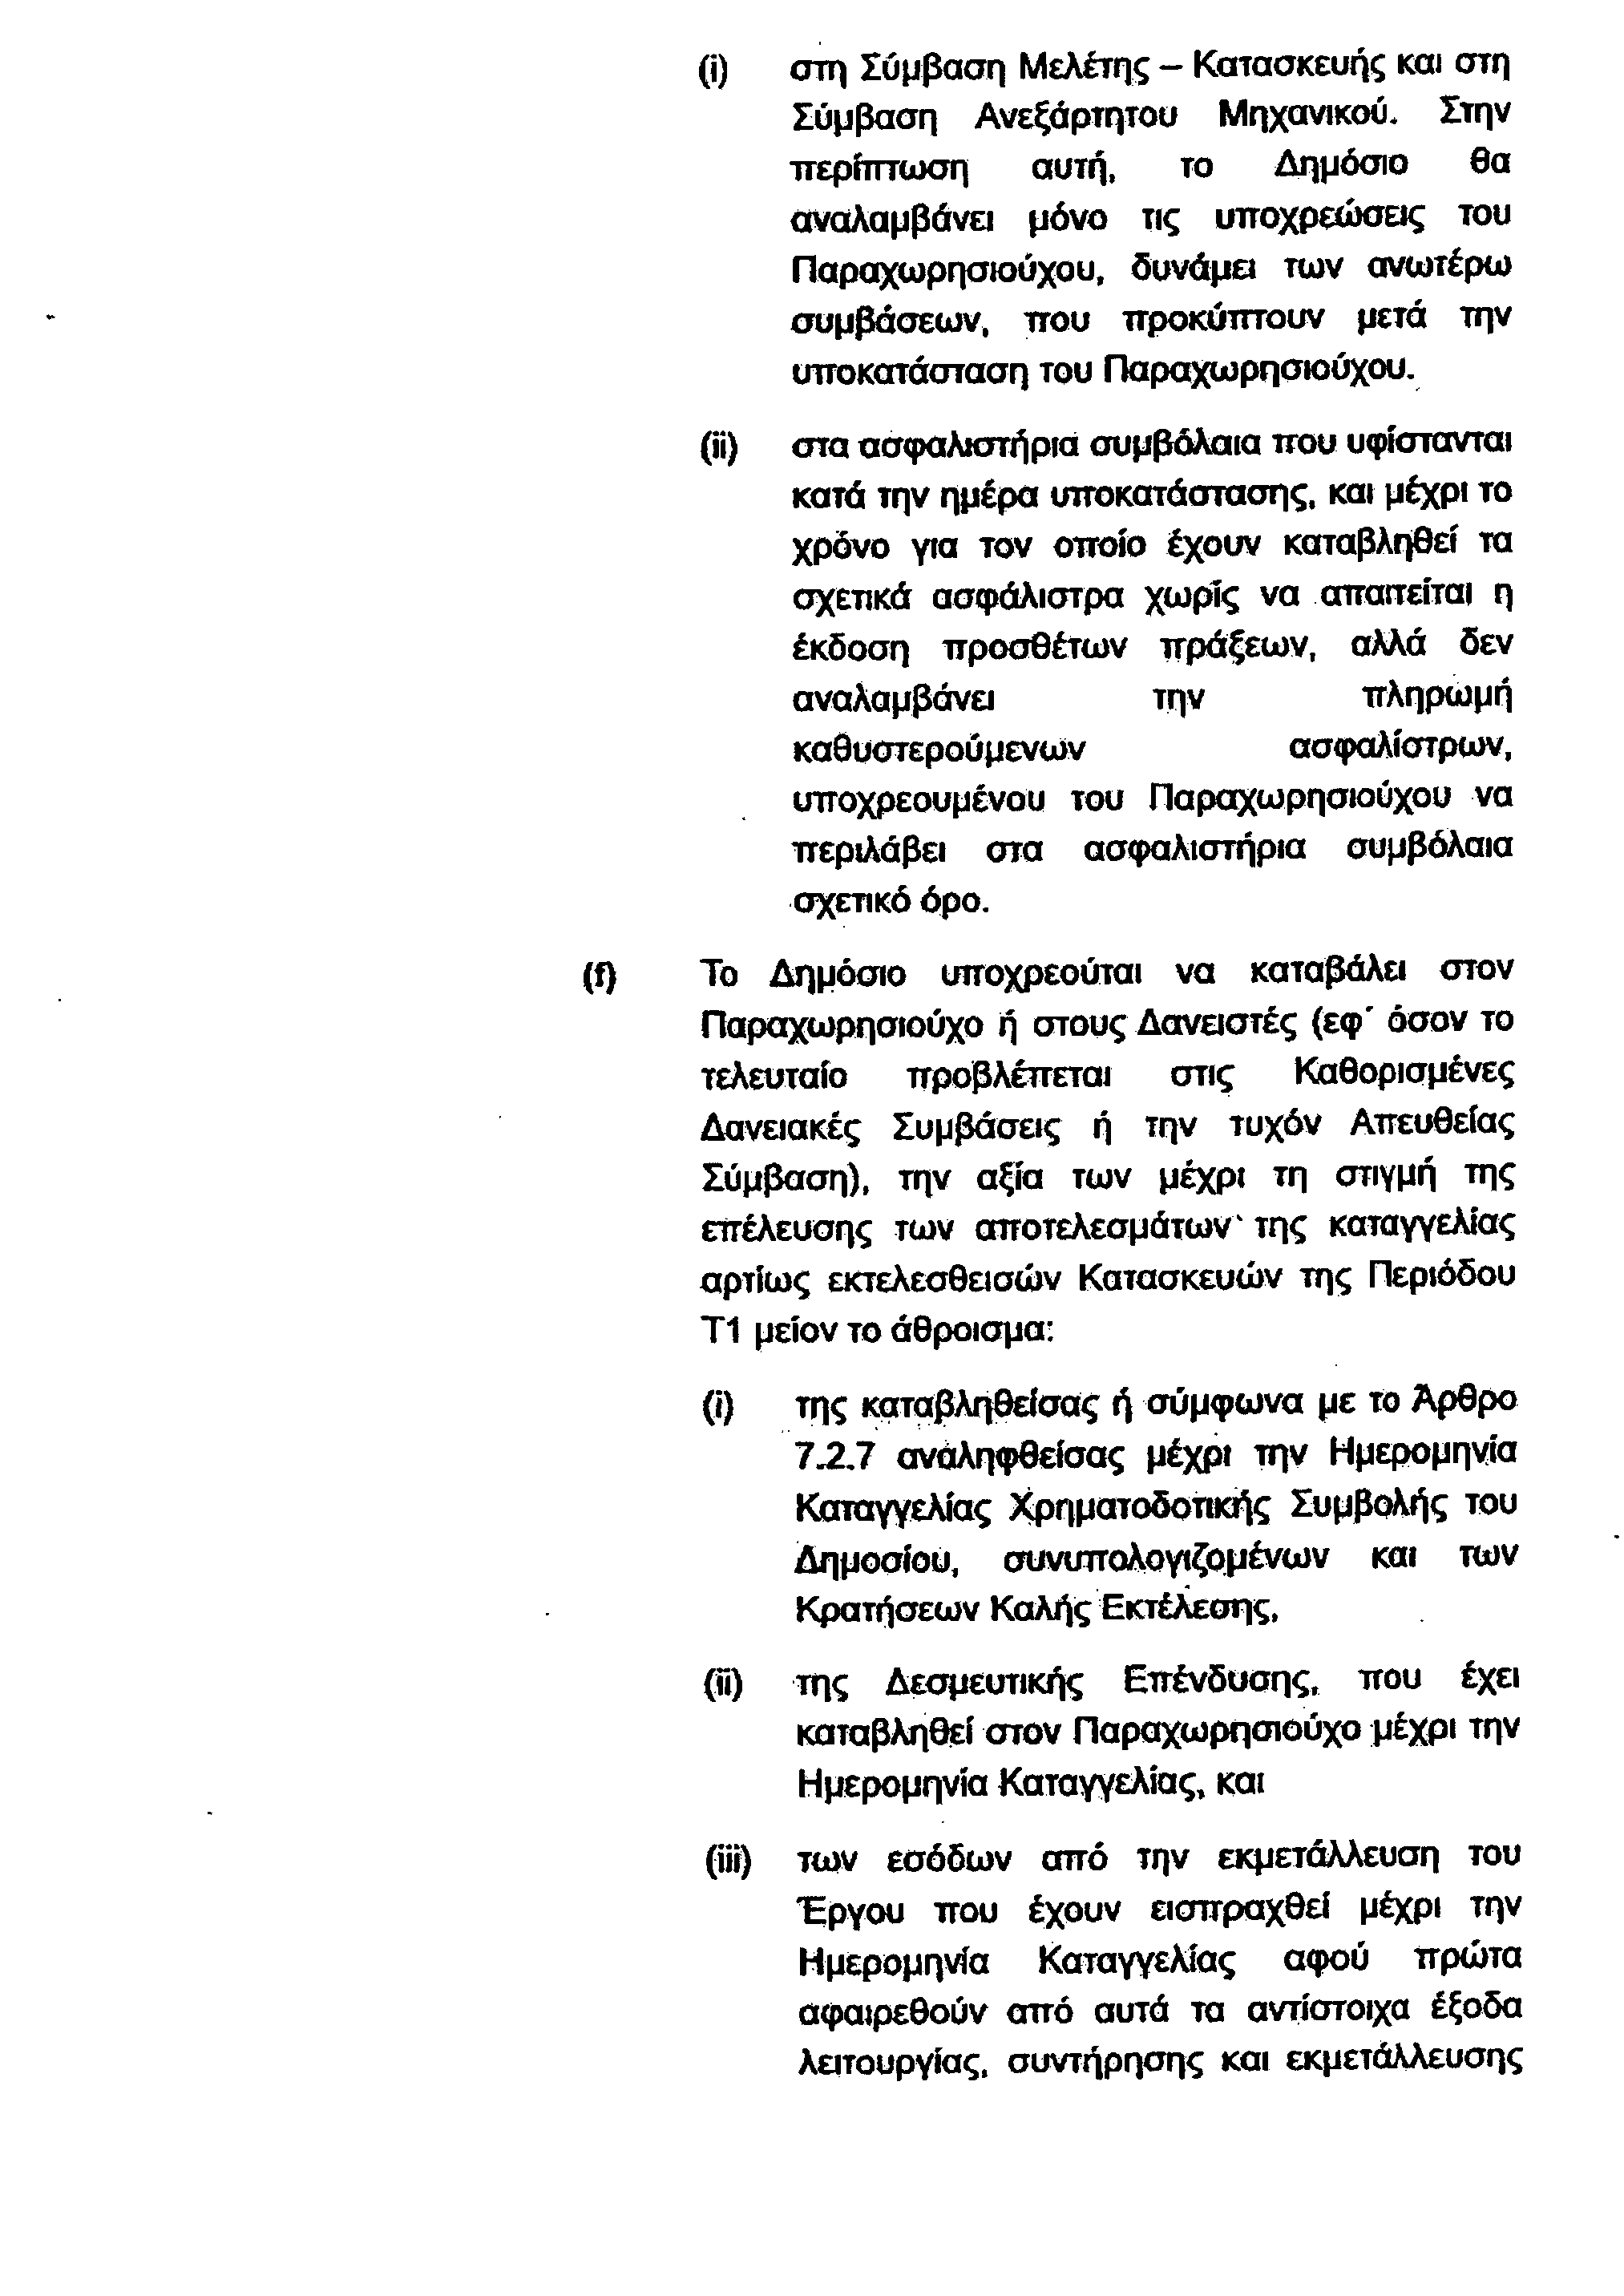 (i) στη Σύμβαση Μελέτης – Κατασκευής και στη
Σύμβαση Ανεξάρτητου Μηχανικού. Στην
περίπτωση αυτή, το Δημόσιο θα
αναλαμβάνει μόνο τις υποχρεώσεις του
Παραχωρησιούχου, δυνάμει των ανωτέρω
συμβάσεων, που προκύπτουν μετά την
υποκατάσταση του Παραχωρησιούχου.
(ii) στα ασφαλιστήρια συμβόλαια που υφίστανται
κατά την ημέρα υποκατάστασης, και μέχρι το
χρόνο για τον οποίο έχουν καταβληθεί τα
σχετικά ασφάλιστρα χωρίς να απαιτείται η
έκδοση προσθέτων πράξεων, αλλά δεν
αναλαμβάνει την πληρωμή
καθυστερούμενων ασφαλίστρων,
υποχρεουμένου του Παραχωρησιούχου να
περιλάβει στα ασφαλιστήρια συμβόλαια
σχετικό όρο.
(f) Το Δημόσιο υποχρεούται να καταβάλει στον
Παραχωρησιούχο ή στους Δανειστές (εφ' όσον το
τελευταίο προβλέπεται στις Καθορισμένες
Δανειακές Συμβάσεις ή την τυχόν Απευθείας
Σύμβαση), την αξία των μέχρι τη στιγμή της
επέλευσης των αποτελεσμάτων της καταγγελίας
αρτίως εκτελεσθεισών Κατασκευών της Περιόδου
Τ1 μείον το άθροισμα:
(i) της καταβληθείσας ή σύμφωνα με το Άρθρο
7.2.7 αναληφθείσας μέχρι την Ημερομηνία
Καταγγελίας Χρηματοδοτικής Συμβολής του
Δημοσίου, συνυπολογιζομένων και των
Κρατήσεων Καλής Εκτέλεσης,
(ii) της Δεσμευτικής Επένδυσης, που έχει
καταβληθεί στον Παραχωρησιούχο μέχρι την
Ημερομηνία Καταγγελίας, και
(iii) των εσόδων από την εκμετάλλευση του
Έργου που έχουν εισπραχθεί μέχρι την
Ημερομηνία Καταγγελίας αφού πρώτα
αφαιρεθούν από αυτά τα αντίστοιχα έξοδα
λειτουργίας, συντήρησης και εκμετάλλευσης